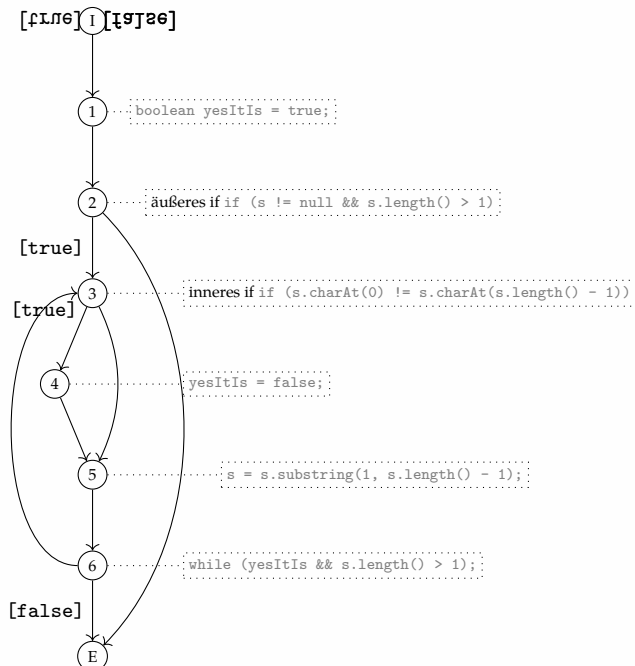 [true] I [false]
1 boolean yesItIs = true;
2 äußeres if if (s != null && s.length() > 1)
[true]
3 inneres if if (s.charAt(0) != s.charAt(s.length() - 1))
[true]
4 yesItIs = false;
5 s = s.substring(1, s.length() - 1);
6 while (yesItIs && s.length() > 1);
[false]
E